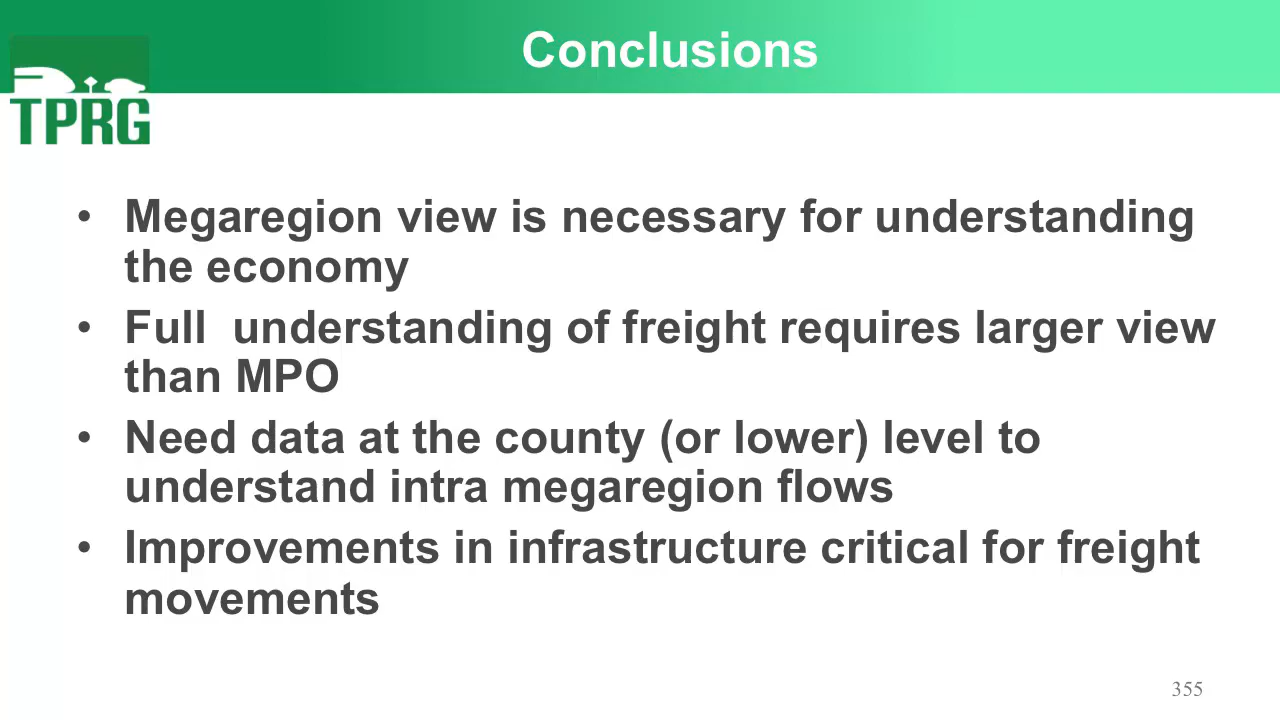 Conclusions
TPRG
• Megaregion view is necessary for understanding
the economy
• Full  understanding of freight requires larger view
than MPO
• Need data at the county (or lower) level to
understand intra megaregion flows
• Improvements in infrastructure critical for freight
movements
355